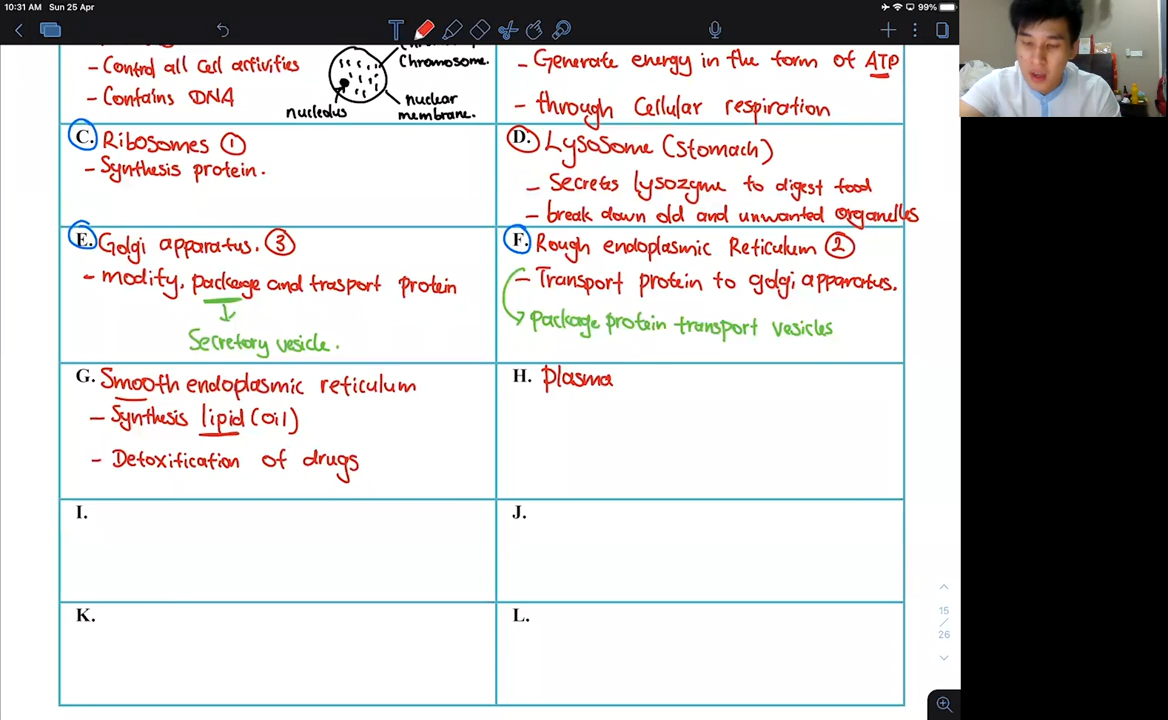 10:31 AM Sun 25 Apr
99%
T
- Control all cell activities
- Contains DNA
Chromosome.
nucleolus
nuclear
membrane.
- Generate energy in the form of ATP
- through Cellular respiration
C. Ribosomes 1
- Synthesis protein.
D. Lysosome (Stomach)
- Secretes lysozyme to digest food
- break down old and unwanted organelles
E. Golgi apparatus. 3
- modify, package and trasport protein
Secretory vesicle.
F. Rough endoplasmic Reticulum 2
- Transport protein to golgi apparatus.
package protein transport vesicles
G. Smooth endoplasmic reticulum
- Synthesis lipid (oil)
- Detoxification of drugs
H. Plasma
I.
J.
K.
L.
15
/
26